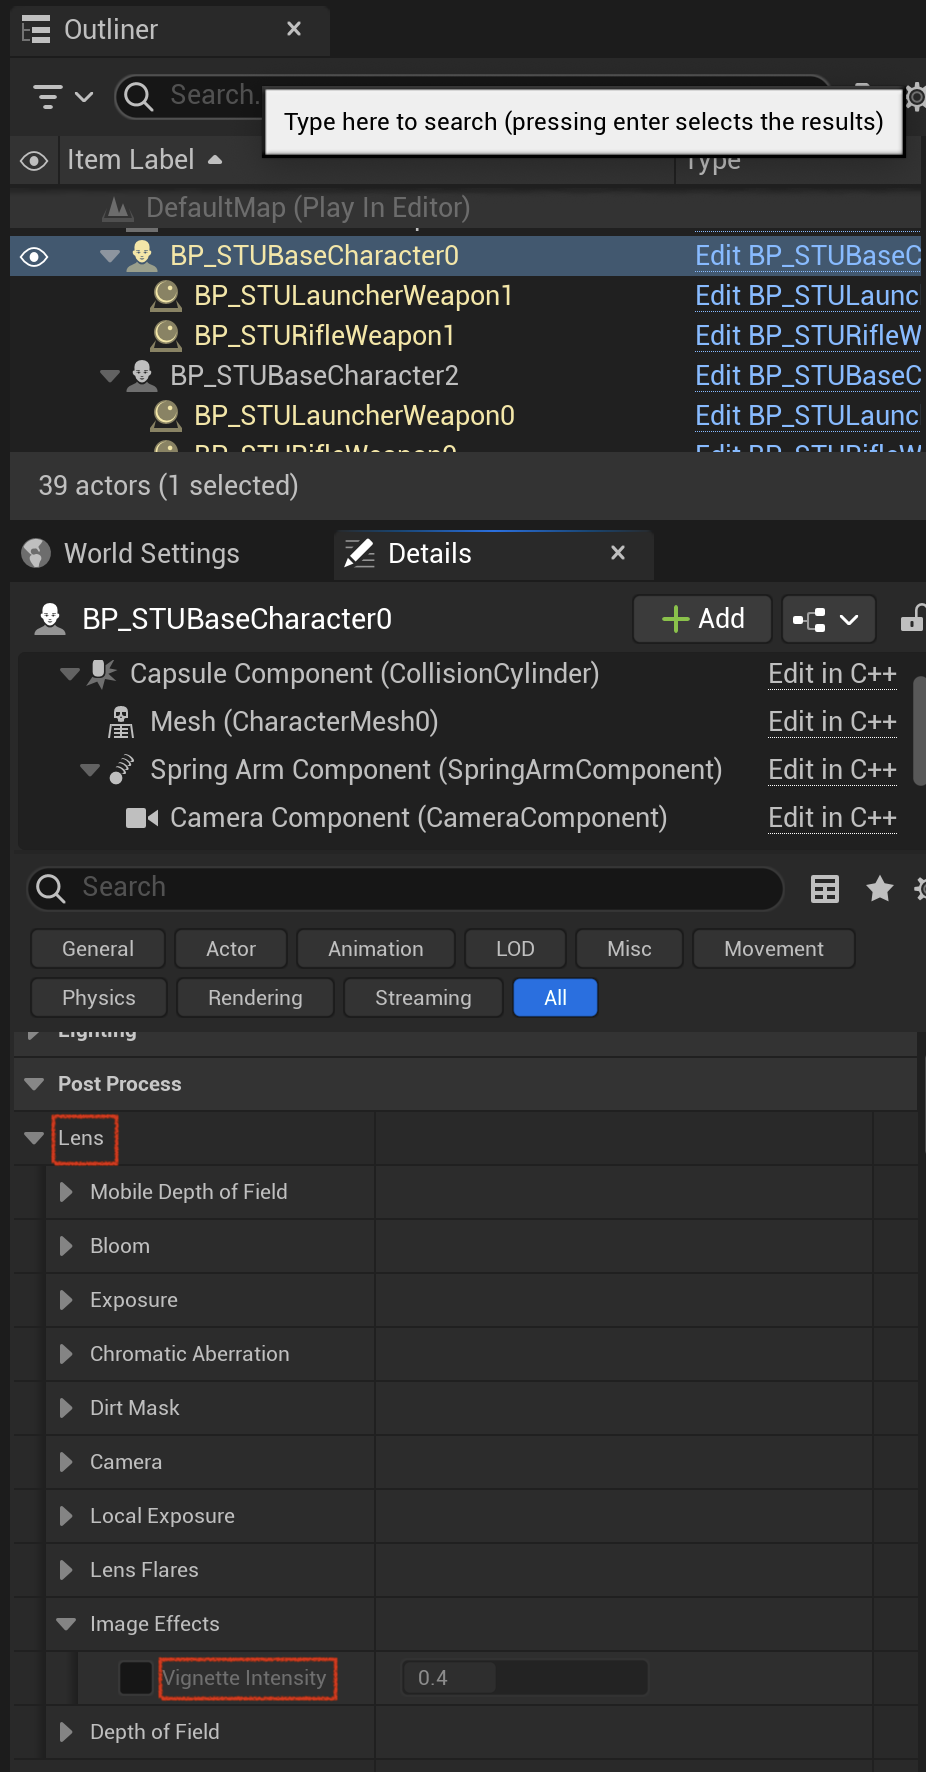 Outliner
Search.
Type here to search (pressing enter selects the results)
Item Label
Type
DefaultMap (Play In Editor)
BP_STUBaseCharacter0 Edit BP_STUBaseC
BP_STULauncherWeapon1 Edit BP_STULaunc
BP_STURifleWeapon1 Edit BP_STURifleW
BP_STUBaseCharacter2 Edit BP_STUBaseC
BP_STULauncherWeapon0 Edit BP_STULaunc
BP_STURifleWeapon0 Edit BP_STURifleW
39 actors (1 selected)
World Settings Details
BP_STUBaseCharacter0 Add
Capsule Component (CollisionCylinder) Edit in C++
Mesh (CharacterMesh0) Edit in C++
Spring Arm Component (SpringArmComponent) Edit in C++
Camera Component (CameraComponent) Edit in C++
Search
General Actor Animation LOD Misc Movement
Physics Rendering Streaming All
Lighting
Post Process
Lens
Mobile Depth of Field
Bloom
Exposure
Chromatic Aberration
Dirt Mask
Camera
Local Exposure
Lens Flares
Image Effects
Vignette Intensity 0.4
Depth of Field